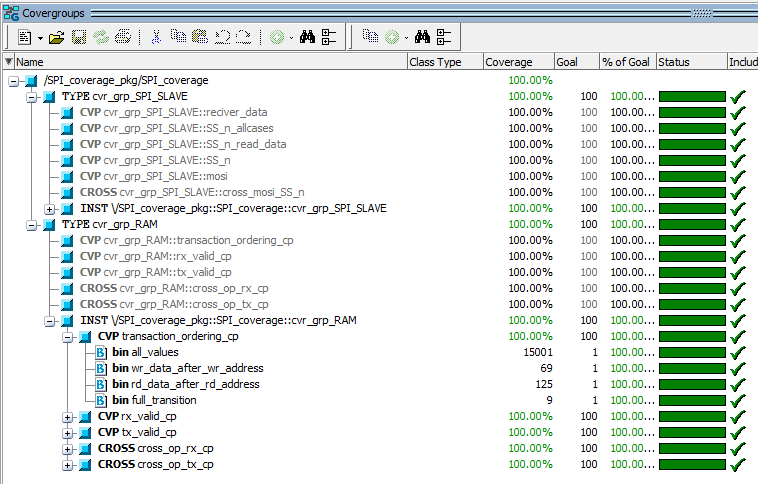 Covergroups
Name Class Type Coverage Goal % of Goal Status Includ
/SPI_coverage_pkg/SPI_coverage 100.00%
TYPE cvr_grp_SPI_SLAVE 100.00% 100 100.00...
CVP cvr_grp_SPI_SLAVE::reciver_data 100.00% 100 100.00...
CVP cvr_grp_SPI_SLAVE::SS_n_allcases 100.00% 100 100.00...
CVP cvr_grp_SPI_SLAVE::SS_n_read_data 100.00% 100 100.00...
CVP cvr_grp_SPI_SLAVE::SS_n 100.00% 100 100.00...
CVP cvr_grp_SPI_SLAVE::mosi 100.00% 100 100.00...
CROSS cvr_grp_SPI_SLAVE::cross_mosi_SS_n 100.00% 100 100.00...
INST \/SPI_coverage_pkg::SPI_coverage::cvr_grp_SPI_SLAVE 100.00% 100 100.00...
TYPE cvr_grp_RAM 100.00% 100 100.00...
CVP cvr_grp_RAM::transaction_ordering_cp 100.00% 100 100.00...
CVP cvr_grp_RAM::rx_valid_cp 100.00% 100 100.00...
CVP cvr_grp_RAM::tx_valid_cp 100.00% 100 100.00...
CROSS cvr_grp_RAM::cross_op_rx_cp 100.00% 100 100.00...
CROSS cvr_grp_RAM::cross_op_tx_cp 100.00% 100 100.00...
INST \/SPI_coverage_pkg::SPI_coverage::cvr_grp_RAM 100.00% 100 100.00...
CVP transaction_ordering_cp 100.00% 100 100.00...
B bin all_values 15001 1 100.00...
B bin wr_data_after_wr_address 69 1 100.00...
B bin rd_data_after_rd_address 125 1 100.00...
B bin full_transition 9 1 100.00...
CVP rx_valid_cp 100.00% 100 100.00...
CVP tx_valid_cp 100.00% 100 100.00...
CROSS cross_op_rx_cp 100.00% 100 100.00...
CROSS cross_op_tx_cp 100.00% 100 100.00...